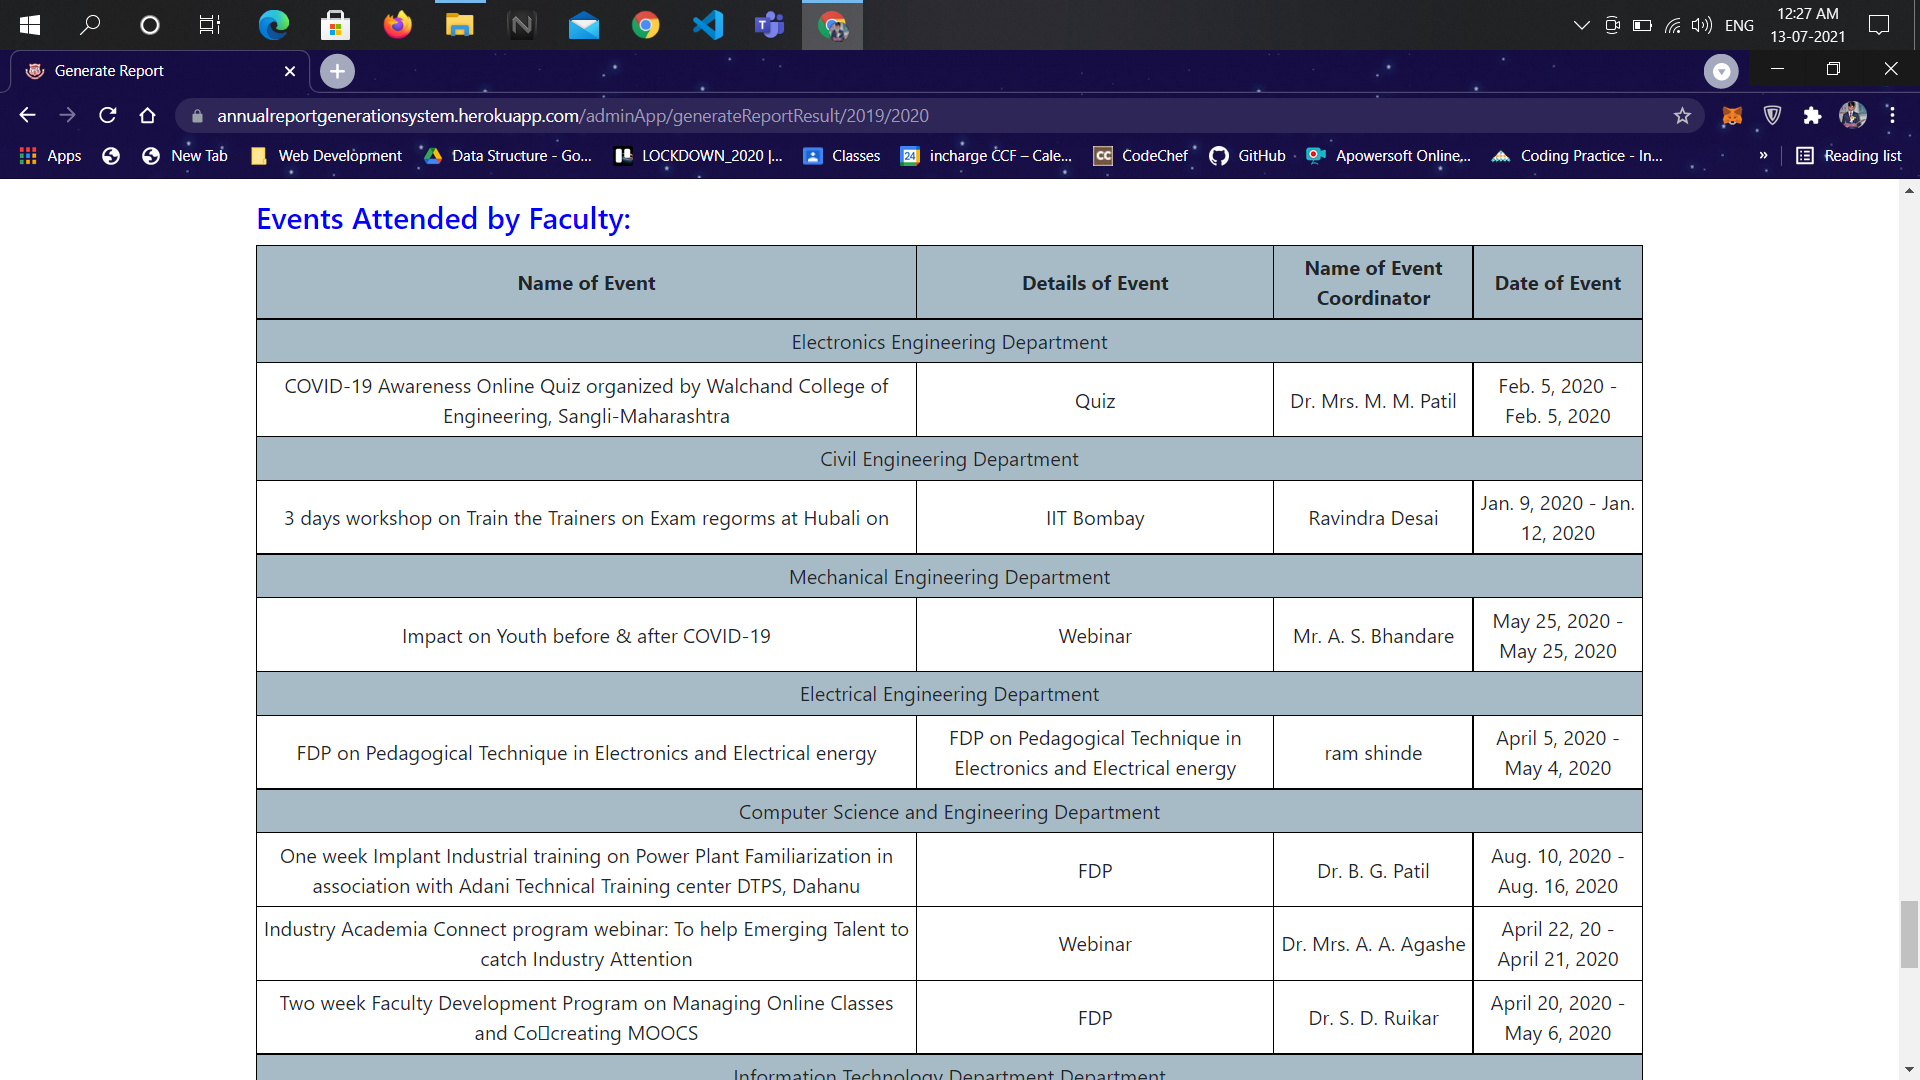 12:27 AM
ENG
13-07-2021
Generate Report
annualreportgenerationsystem.herokuapp.com/adminApp/generateReportResult/2019/2020
Apps
New Tab
Web Development
Data Structure - Go...
LOCKDOWN_2020 |...
Classes
24
incharge CCF – Cale...
CC
CodeChef
GitHub
Apowersoft Online...
Coding Practice - In...
»
Reading list
Events Attended by Faculty:
Name of Event
Details of Event
Name of Event
Coordinator
Date of Event
Electronics Engineering Department
COVID-19 Awareness Online Quiz organized by Walchand College of
Engineering, Sangli-Maharashtra
Quiz
Dr. Mrs. M. M. Patil
Feb. 5, 2020 -
Feb. 5, 2020
Civil Engineering Department
3 days workshop on Train the Trainers on Exam regorms at Hubali on
IIT Bombay
Ravindra Desai
Jan. 9, 2020 - Jan.
12, 2020
Mechanical Engineering Department
Impact on Youth before & after COVID-19
Webinar
Mr. A. S. Bhandare
May 25, 2020 -
May 25, 2020
Electrical Engineering Department
FDP on Pedagogical Technique in Electronics and Electrical energy
FDP on Pedagogical Technique in
Electronics and Electrical energy
ram shinde
April 5, 2020 -
May 4, 2020
Computer Science and Engineering Department
One week Implant Industrial training on Power Plant Familiarization in
association with Adani Technical Training center DTPS, Dahanu
FDP
Dr. B. G. Patil
Aug. 10, 2020 -
Aug. 16, 2020
Industry Academia Connect program webinar: To help Emerging Talent to
catch Industry Attention
Webinar
Dr. Mrs. A. A. Agashe
April 22, 20 -
April 21, 2020
Two week Faculty Development Program on Managing Online Classes
and Co▯creating MOOCS
FDP
Dr. S. D. Ruikar
April 20, 2020 -
May 6, 2020
Information Technology Department Department